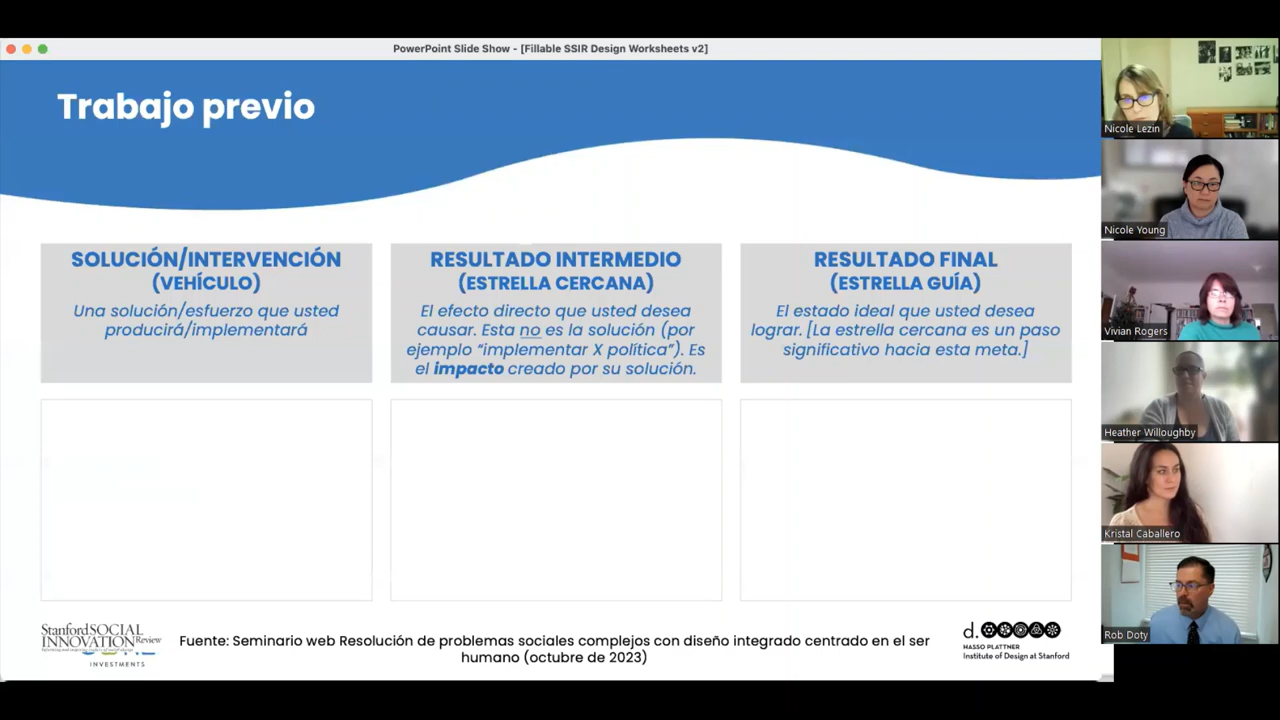 PowerPoint Slide Show - [Fillable SSIR Design Worksheets v2]
Trabajo previo
SOLUCIÓN/INTERVENCIÓN
(VEHÍCULO)
Una solución/esfuerzo que usted
producirá/implementará
RESULTADO INTERMEDIO
(ESTRELLA CERCANA)
El efecto directo que usted desea
causar. Esta no es la solución (por
ejemplo “implementar X política”). Es
el impacto creado por su solución.
RESULTADO FINAL
(ESTRELLA GUÍA)
El estado ideal que usted desea
lograr. [La estrella cercana es un paso
significativo hacia esta meta.]
StanfordSOCIAL
INNOVATIONReview
INVESTMENTS
Fuente: Seminario web Resolución de problemas sociales complejos con diseño integrado centrado en el ser
humano (octubre de 2023)
d.
HASSO PLATTNER
Institute of Design at Stanford
Nicole Lezin
Nicole Young
Vivian Rogers
Heather Willoughby
Kristal Caballero
Rob Doty